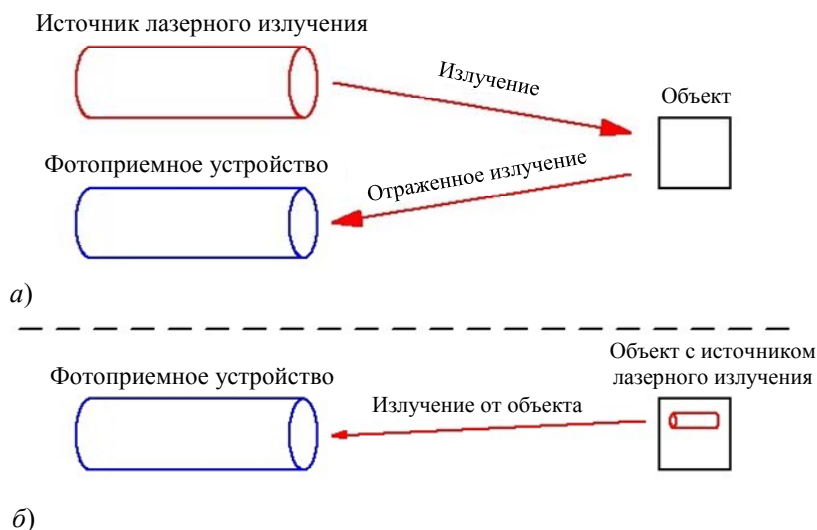 Источник лазерного излучения
Излучение
Объект
Фотоприемное устройство
Отраженное излучение
а)
Объект с источником
лазерного излучения
Фотоприемное устройство
Излучение от объекта
б)